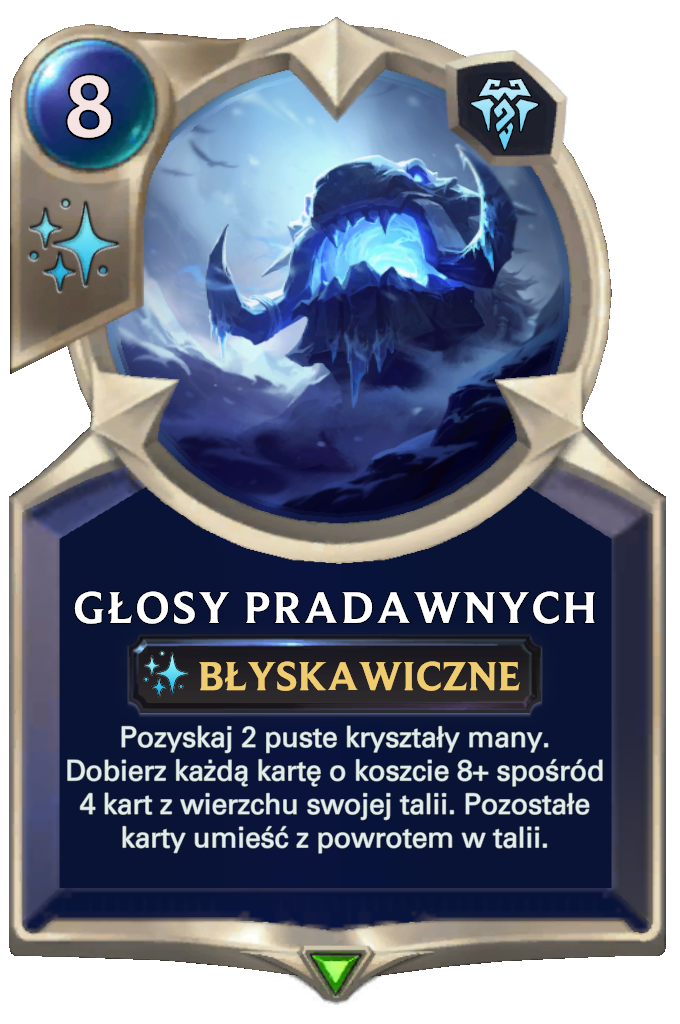 8
GŁOSY PRADAWNYCH
BŁYSKAWICZNE
Pozyskaj 2 puste kryształy many.
Dobierz każdą kartę o koszcie 8+ spośród
4 kart z wierzchu swojej talii. Pozostałe
karty umieść z powrotem w talii.